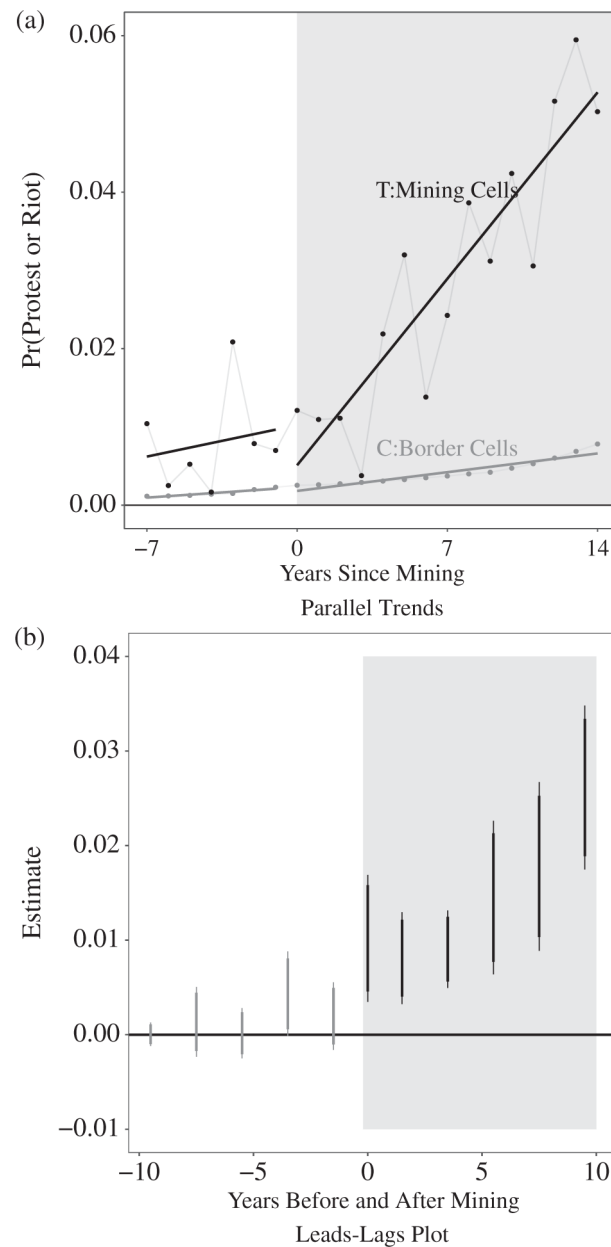 (a)
0.06
0.04
0.02
0.00
Pr(Protest or Riot)
T:Mining Cells
C:Border Cells
−7 0 7 14
Years Since Mining
Parallel Trends
(b)
0.04
0.03
0.02
0.01
0.00
−0.01
Estimate
−10 −5 0 5 10
Years Before and After Mining
Leads-Lags Plot